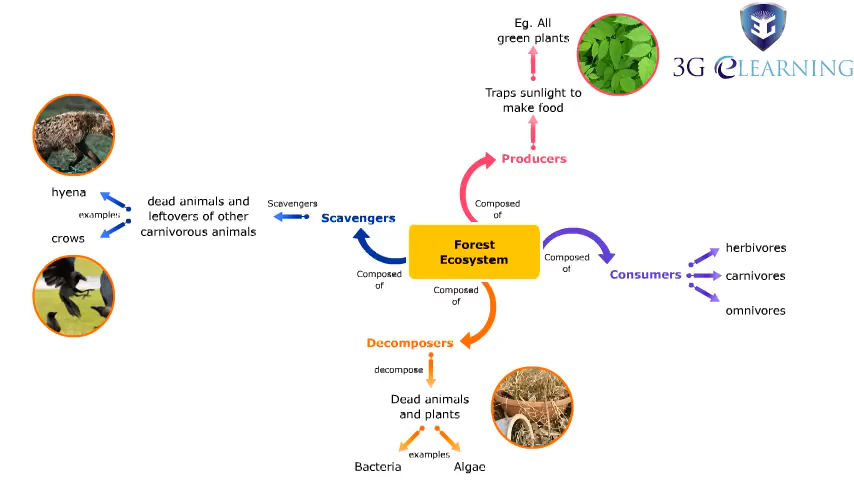 Eg. All
green plants
3G eLEARNING
Traps sunlight to
make food
Producers
Composed
of
hyena
examples
crows
dead animals and
leftovers of other
carnivorous animals
Scavengers
Scavengers
Composed
of
Forest
Ecosystem
Composed
of
Consumers
herbivores
carnivores
omnivores
Composed
of
Decomposers
decompose
Dead animals
and plants
examples
Bacteria
Algae